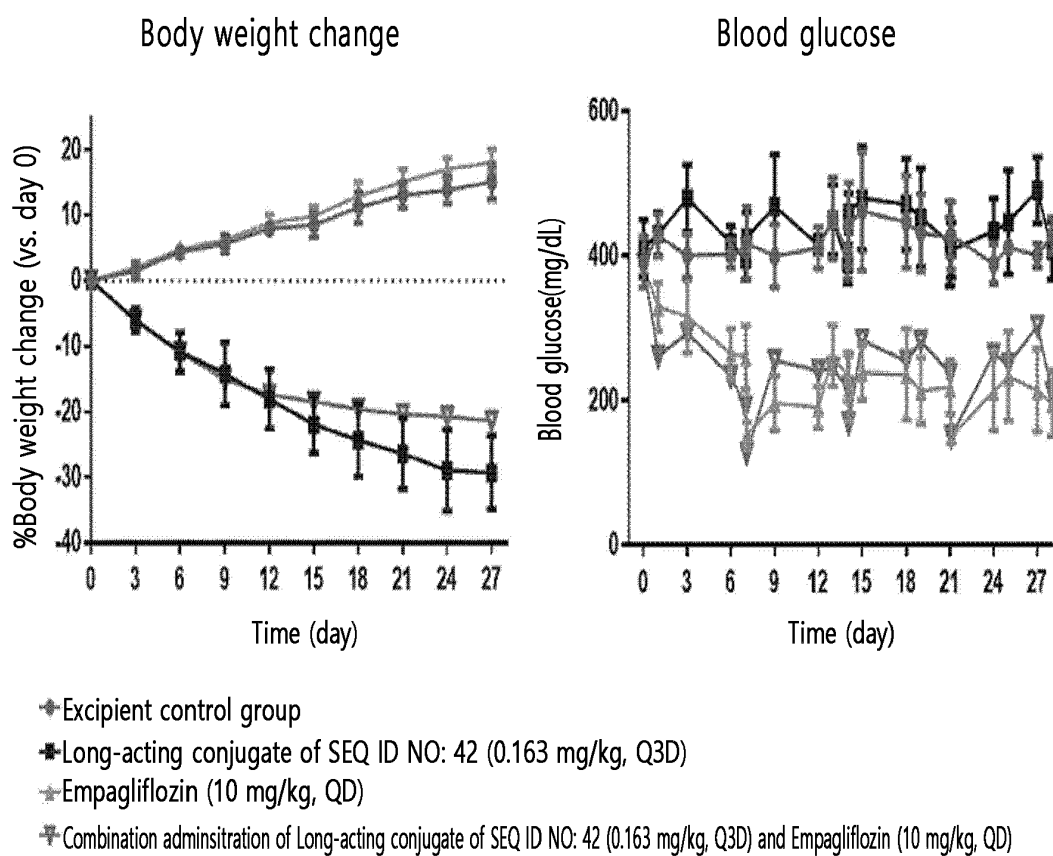 Body weight change
Blood glucose
%Body weight change (vs. day 0)
20
10
0
-10
-20
-30
-40
0 3 6 9 12 15 18 21 24 27
Time (day)
Blood glucose(mg/dL)
600
400
200
0
0 3 6 9 12 15 18 21 24 27
Time (day)
Excipient control group
Long-acting conjugate of SEQ ID NO: 42 (0.163 mg/kg, Q3D)
Empagliflozin (10 mg/kg, QD)
Combination adminsitration of Long-acting conjugate of SEQ ID NO: 42 (0.163 mg/kg, Q3D) and Empagliflozin (10 mg/kg, QD)